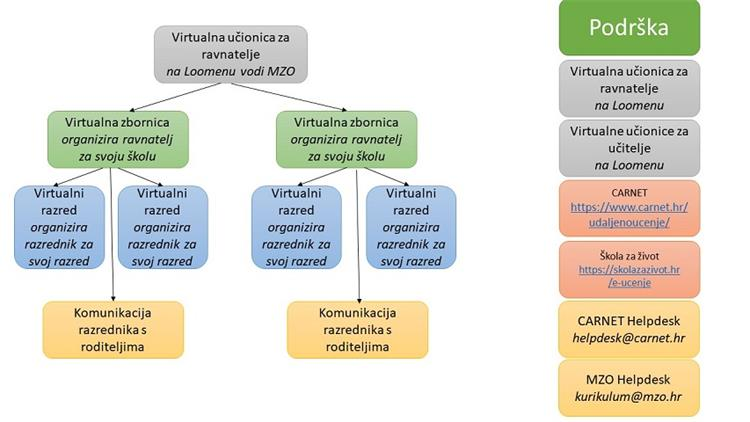 Virtualna učionica za
ravnatelje
na Loomenu vodi MZO
Virtualna zbornica
organizira ravnatelj
za svoju školu
Virtualna zbornica
organizira ravnatelj
za svoju školu
Virtualni
razred
organizira
razrednik za
svoj razred
Virtualni
razred
organizira
razrednik za
svoj razred
Virtualni
razred
organizira
razrednik za
svoj razred
Virtualni
razred
organizira
razrednik za
svoj razred
Komunikacija
razrednika s
roditeljima
Komunikacija
razrednika s
roditeljima
Podrška
Virtualna učionica za
ravnatelje
na Loomenu
Virtualne učionice za
učitelje
na Loomenu
CARNET
https://www.carnet.hr/
udaljenoucenje/
Škola za život
https://skolazazivot.hr
/e-ucenje
CARNET Helpdesk
helpdesk@carnet.hr
MZO Helpdesk
kurikulum@mzo.hr